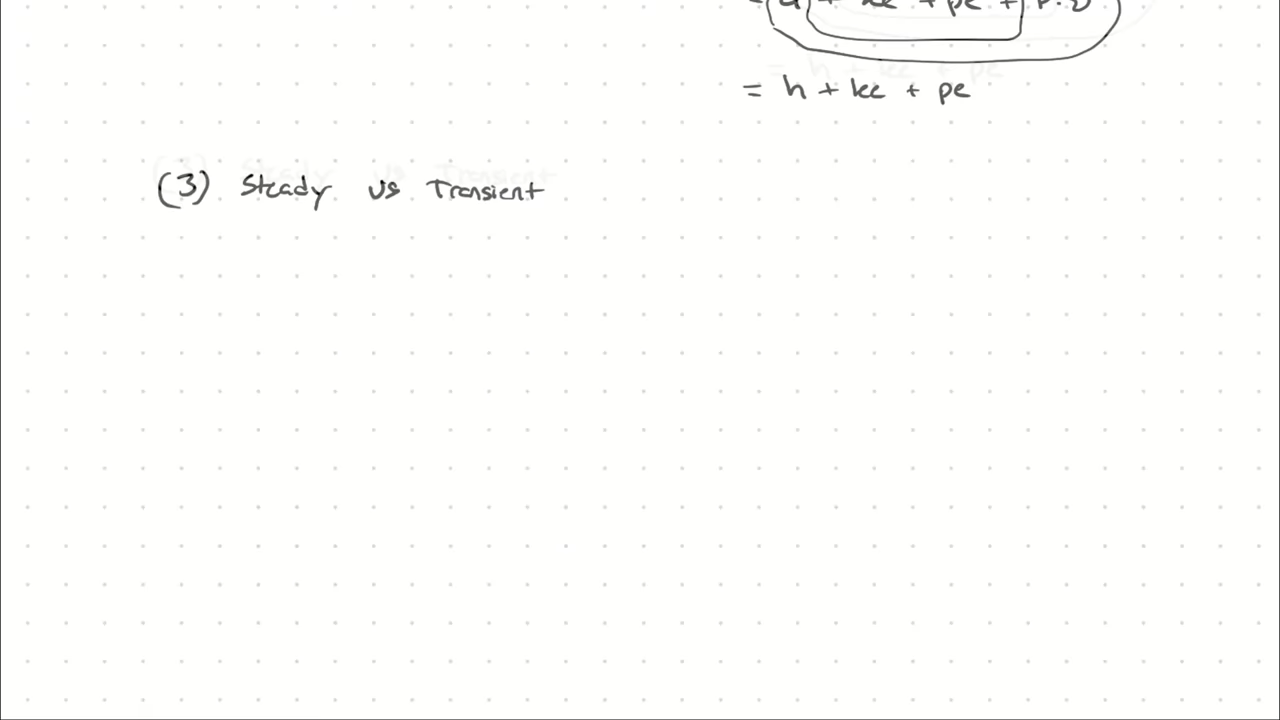 = h + ke + pe
(3) Steady vs Transient